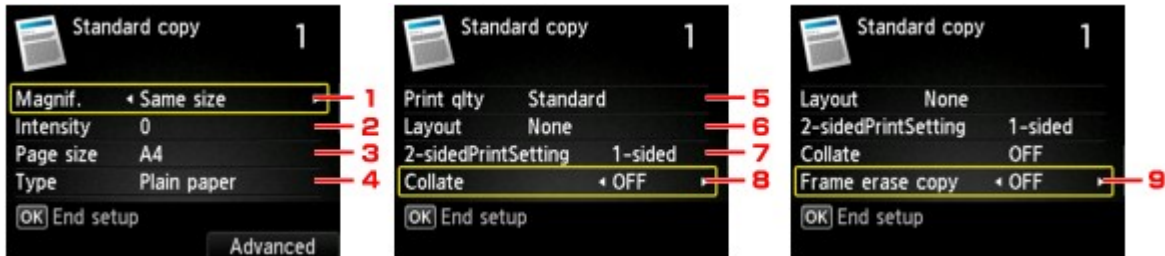 Standard copy 1
Magnif. Same size 1
Intensity 0 2
Page size A4 3
Type Plain paper 4
OK End setup
Advanced
Standard copy 1
Print qlty Standard 5
Layout None 6
2-sidedPrintSetting 1-sided 7
Collate OFF 8
OK End setup
Standard copy 1
Layout None
2-sidedPrintSetting 1-sided
Collate OFF
Frame erase copy OFF 9
OK End setup